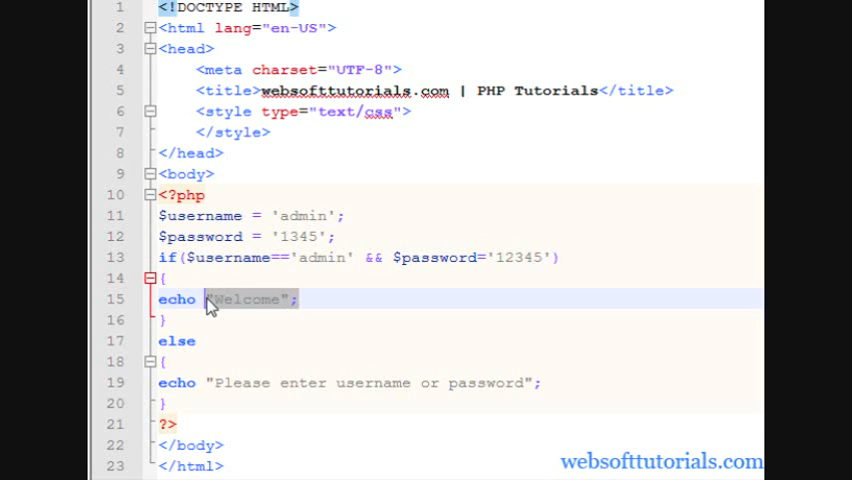 1 <!DOCTYPE HTML>
2 <html lang="en-US">
3 <head>
4 <meta charset="UTF-8">
5 <title>websofttutorials.com | PHP Tutorials</title>
6 <style type="text/css">
7 </style>
8 </head>
9 <body>
10 <?php
11 $username = 'admin';
12 $password = '1345';
13 if($username=='admin' && $password='12345')
14 {
15 echo "Welcome";
16 }
17 else
18 {
19 echo "Please enter username or password";
20 }
21 ?>
22 </body>
23 </html>
websofttutorials.com